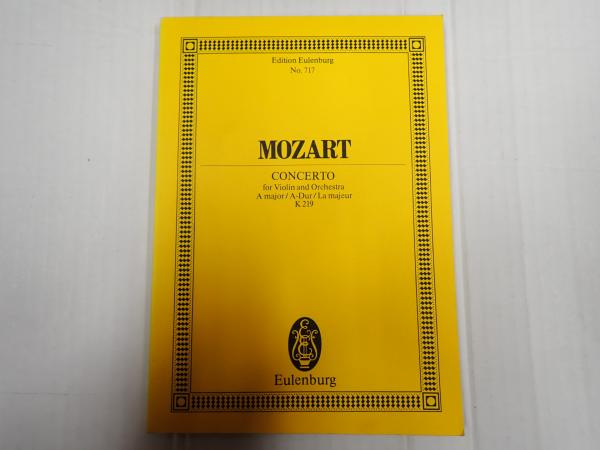 Edition Eulenburg
No. 717
MOZART
CONCERTO
for Violin and Orchestra
A major / A-Dur / La majeur
K 219
Eulenburg